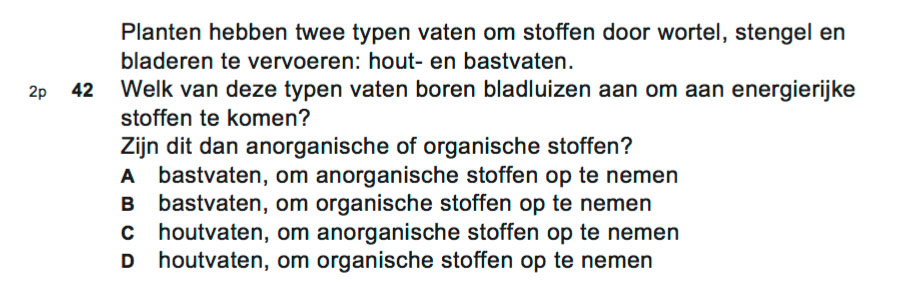 Planten hebben twee typen vaten om stoffen door wortel, stengel en
bladeren te vervoeren: hout- en bastvaten.
2p 42 Welk van deze typen vaten boren bladluizen aan om aan energierijke
stoffen te komen?
Zijn dit dan anorganische of organische stoffen?
A bastvaten, om anorganische stoffen op te nemen
B bastvaten, om organische stoffen op te nemen
C houtvaten, om anorganische stoffen op te nemen
D houtvaten, om organische stoffen op te nemen